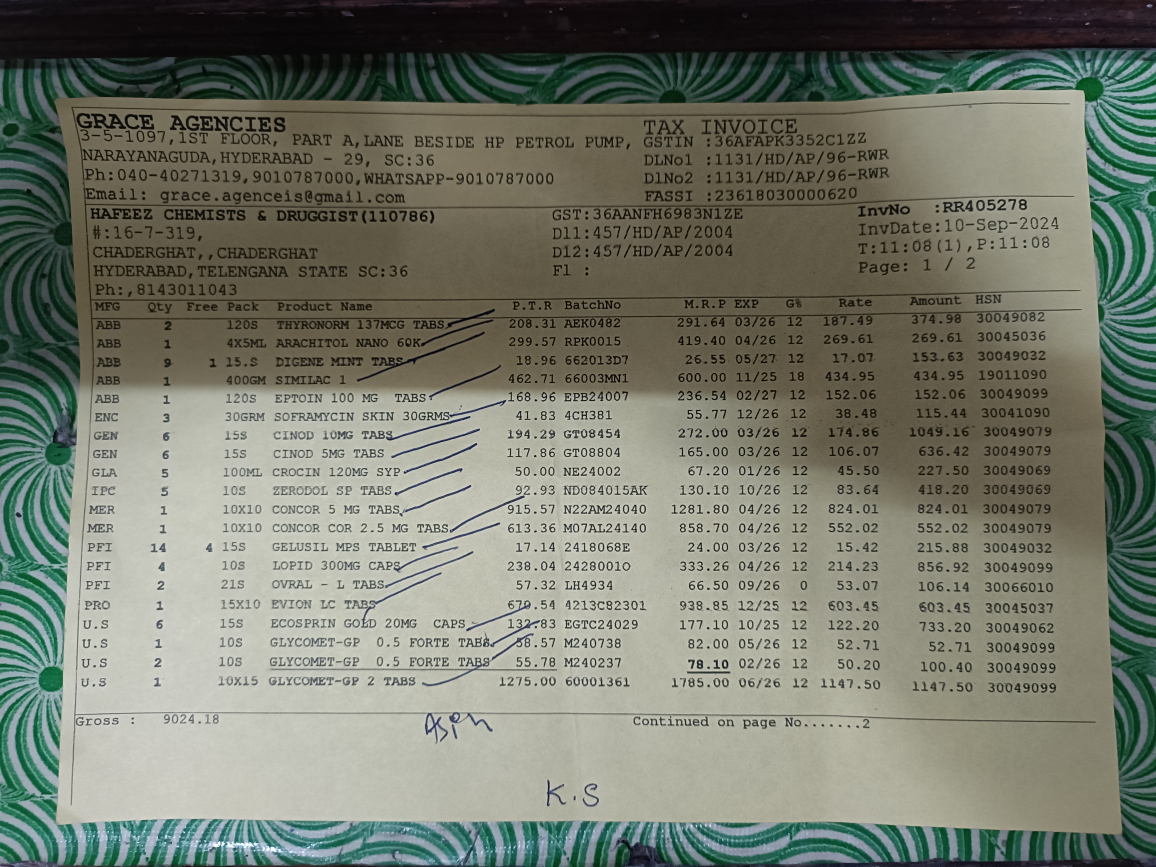 GRACE AGENCIES TAX INVOICE
3-5-1097,1ST FLOOR, PART A,LANE BESIDE HP PETROL PUMP, GSTIN :36AFAPK3352C1ZZ
NARAYANAGUDA,HYDERABAD - 29, SC:36 DLNo1 :1131/HD/AP/96-RWR
Ph:040-40271319,9010787000,WHATSAPP-9010787000 DlNo2 :1131/HD/AP/96-RWR
Email: grace.agenceis@gmail.com FASSI :23618030000620
HAFEEZ CHEMISTS & DRUGGIST(110786) GST:36AANFH6983N1ZE InvNo :RR405278
#:16-7-319, Dl1:457/HD/AP/2004 InvDate:10-Sep-2024
CHADERGHAT,,CHADERGHAT Dl2:457/HD/AP/2004 T:11:08(1),P:11:08
HYDERABAD,TELENGANA STATE SC:36 Fl : Page: 1 / 2
Ph:,8143011043
MFG Qty Free Pack Product Name P.T.R BatchNo M.R.P EXP G% Rate Amount HSN
ABB 2 120S THYRONORM 137MCG TABS 208.31 AEK0482 291.64 03/26 12 187.49 374.98 30049082
ABB 1 4X5ML ARACHITOL NANO 60K 299.57 RPK0015 419.40 04/26 12 269.61 269.61 30045036
ABB 9 1 15.S DIGENE MINT TABS 18.96 662013D7 26.55 05/27 12 17.07 153.63 30049032
ABB 1 400GM SIMILAC 1 462.71 66003MN1 600.00 11/25 18 434.95 434.95 19011090
ABB 1 120S EPTOIN 100 MG TABS 168.96 EPB24007 236.54 02/27 12 152.06 152.06 30049099
ENC 3 30GRM SOFRAMYCIN SKIN 30GRMS 41.83 4CH381 55.77 12/26 12 38.48 115.44 30041090
GEN 6 15S CINOD 10MG TABS 194.29 GT08454 272.00 03/26 12 174.86 1049.16 30049079
GEN 6 15S CINOD 5MG TABS 117.86 GT08804 165.00 03/26 12 106.07 636.42 30049079
GLA 5 100ML CROCIN 120MG SYP 50.00 NE24002 67.20 01/26 12 45.50 227.50 30049069
IPC 5 10S ZERODOL SP TABS 92.93 ND084015AK 130.10 10/26 12 83.64 418.20 30049069
MER 1 10X10 CONCOR 5 MG TABS 915.57 N22AM24040 1281.80 04/26 12 824.01 824.01 30049079
MER 1 10X10 CONCOR COR 2.5 MG TABS 613.36 M07AL24140 858.70 04/26 12 552.02 552.02 30049079
PFI 14 4 15S GELUSIL MPS TABLET 17.14 2418068E 24.00 03/26 12 15.42 215.88 30049032
PFI 4 10S LOPID 300MG CAPS 238.04 2428001O 333.26 04/26 12 214.23 856.92 30049099
PFI 2 21S OVRAL - L TABS 57.32 LH4934 66.50 09/26 0 53.07 106.14 30066010
PRO 1 15X10 EVION LC TABS 670.54 4213C82301 938.85 12/25 12 603.45 603.45 30045037
U.S 6 15S ECOSPRIN GOLD 20MG CAPS 132.83 EGTC24029 177.10 10/25 12 122.20 733.20 30049062
U.S 1 10S GLYCOMET-GP 0.5 FORTE TABS 58.57 M240738 82.00 05/26 12 52.71 52.71 30049099
U.S 2 10S GLYCOMET-GP 0.5 FORTE TABS 55.78 M240237 78.10 02/26 12 50.20 100.40 30049099
U.S 1 10X15 GLYCOMET-GP 2 TABS 1275.00 60001361 1785.00 06/26 12 1147.50 1147.50 30049099
Gross : 9024.18 Continued on page No.......2
K.S